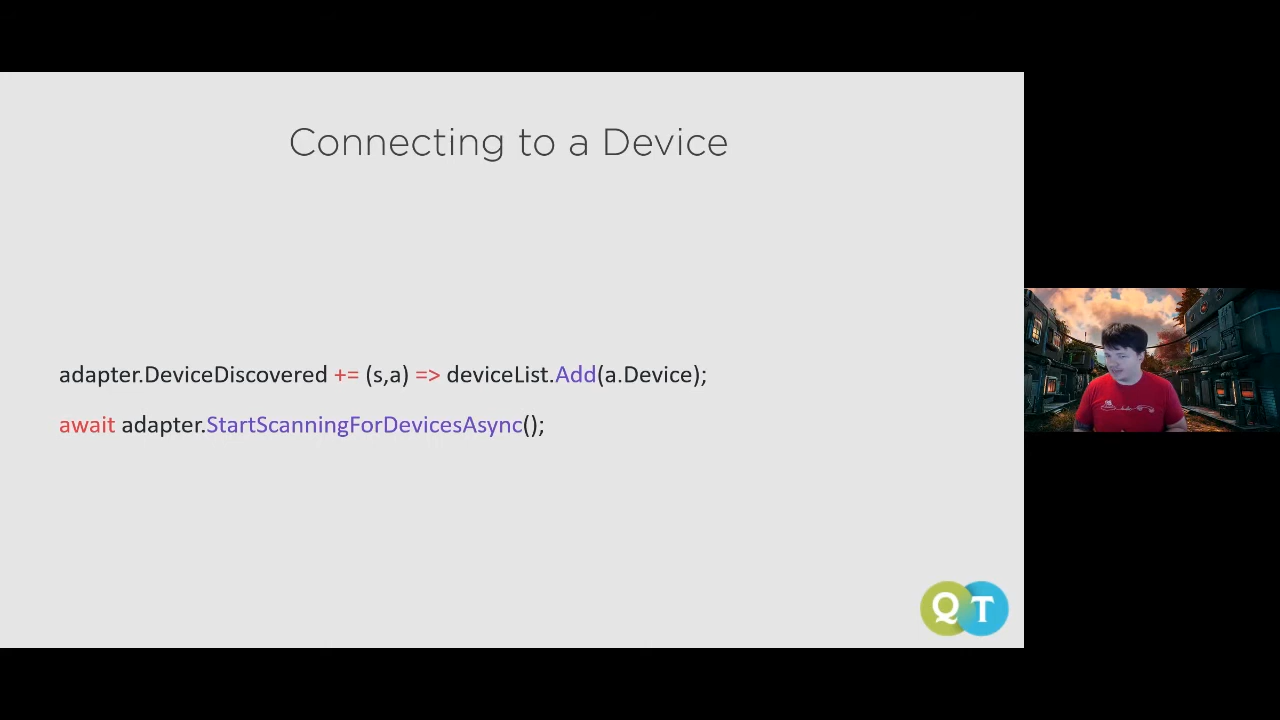 Connecting to a Device
adapter.DeviceDiscovered += (s,a) => deviceList.Add(a.Device);
await adapter.StartScanningForDevicesAsync();
QT